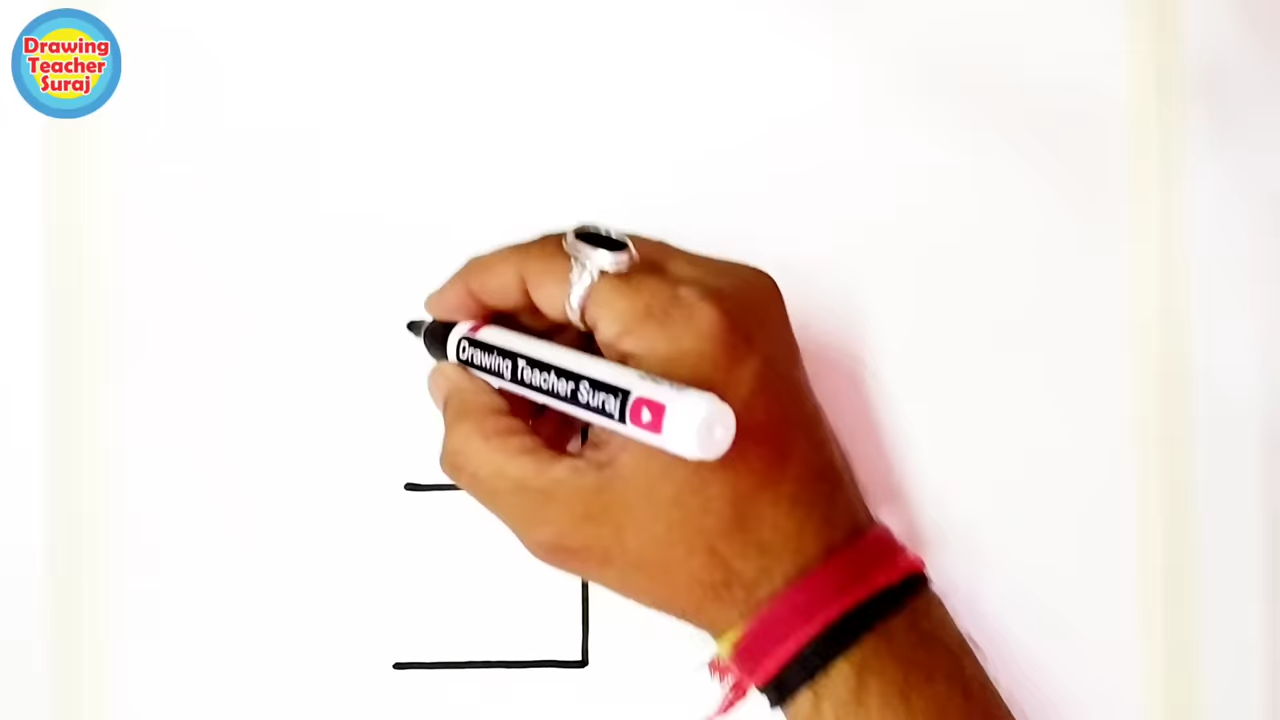 Drawing
Teacher
Suraj
Drawing Teacher Suraj